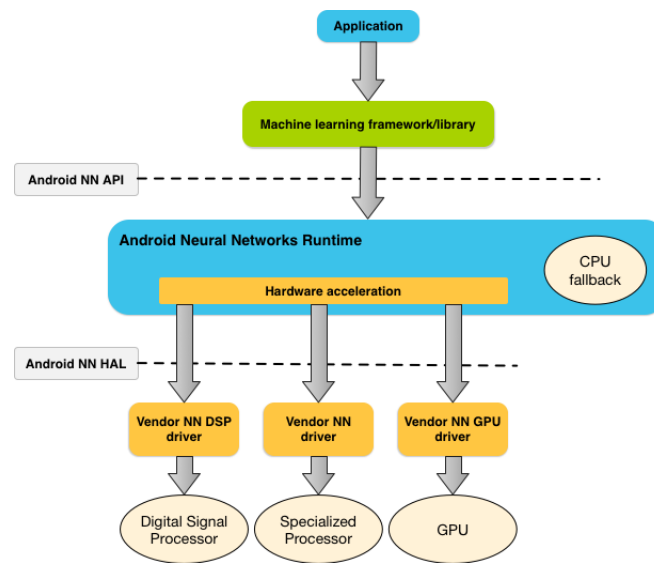 Application
Machine learning framework/library
Android NN API
Android Neural Networks Runtime
CPU
fallback
Hardware acceleration
Android NN HAL
Vendor NN DSP
driver
Vendor NN
driver
Vendor NN GPU
driver
Digital Signal
Processor
Specialized
Processor
GPU